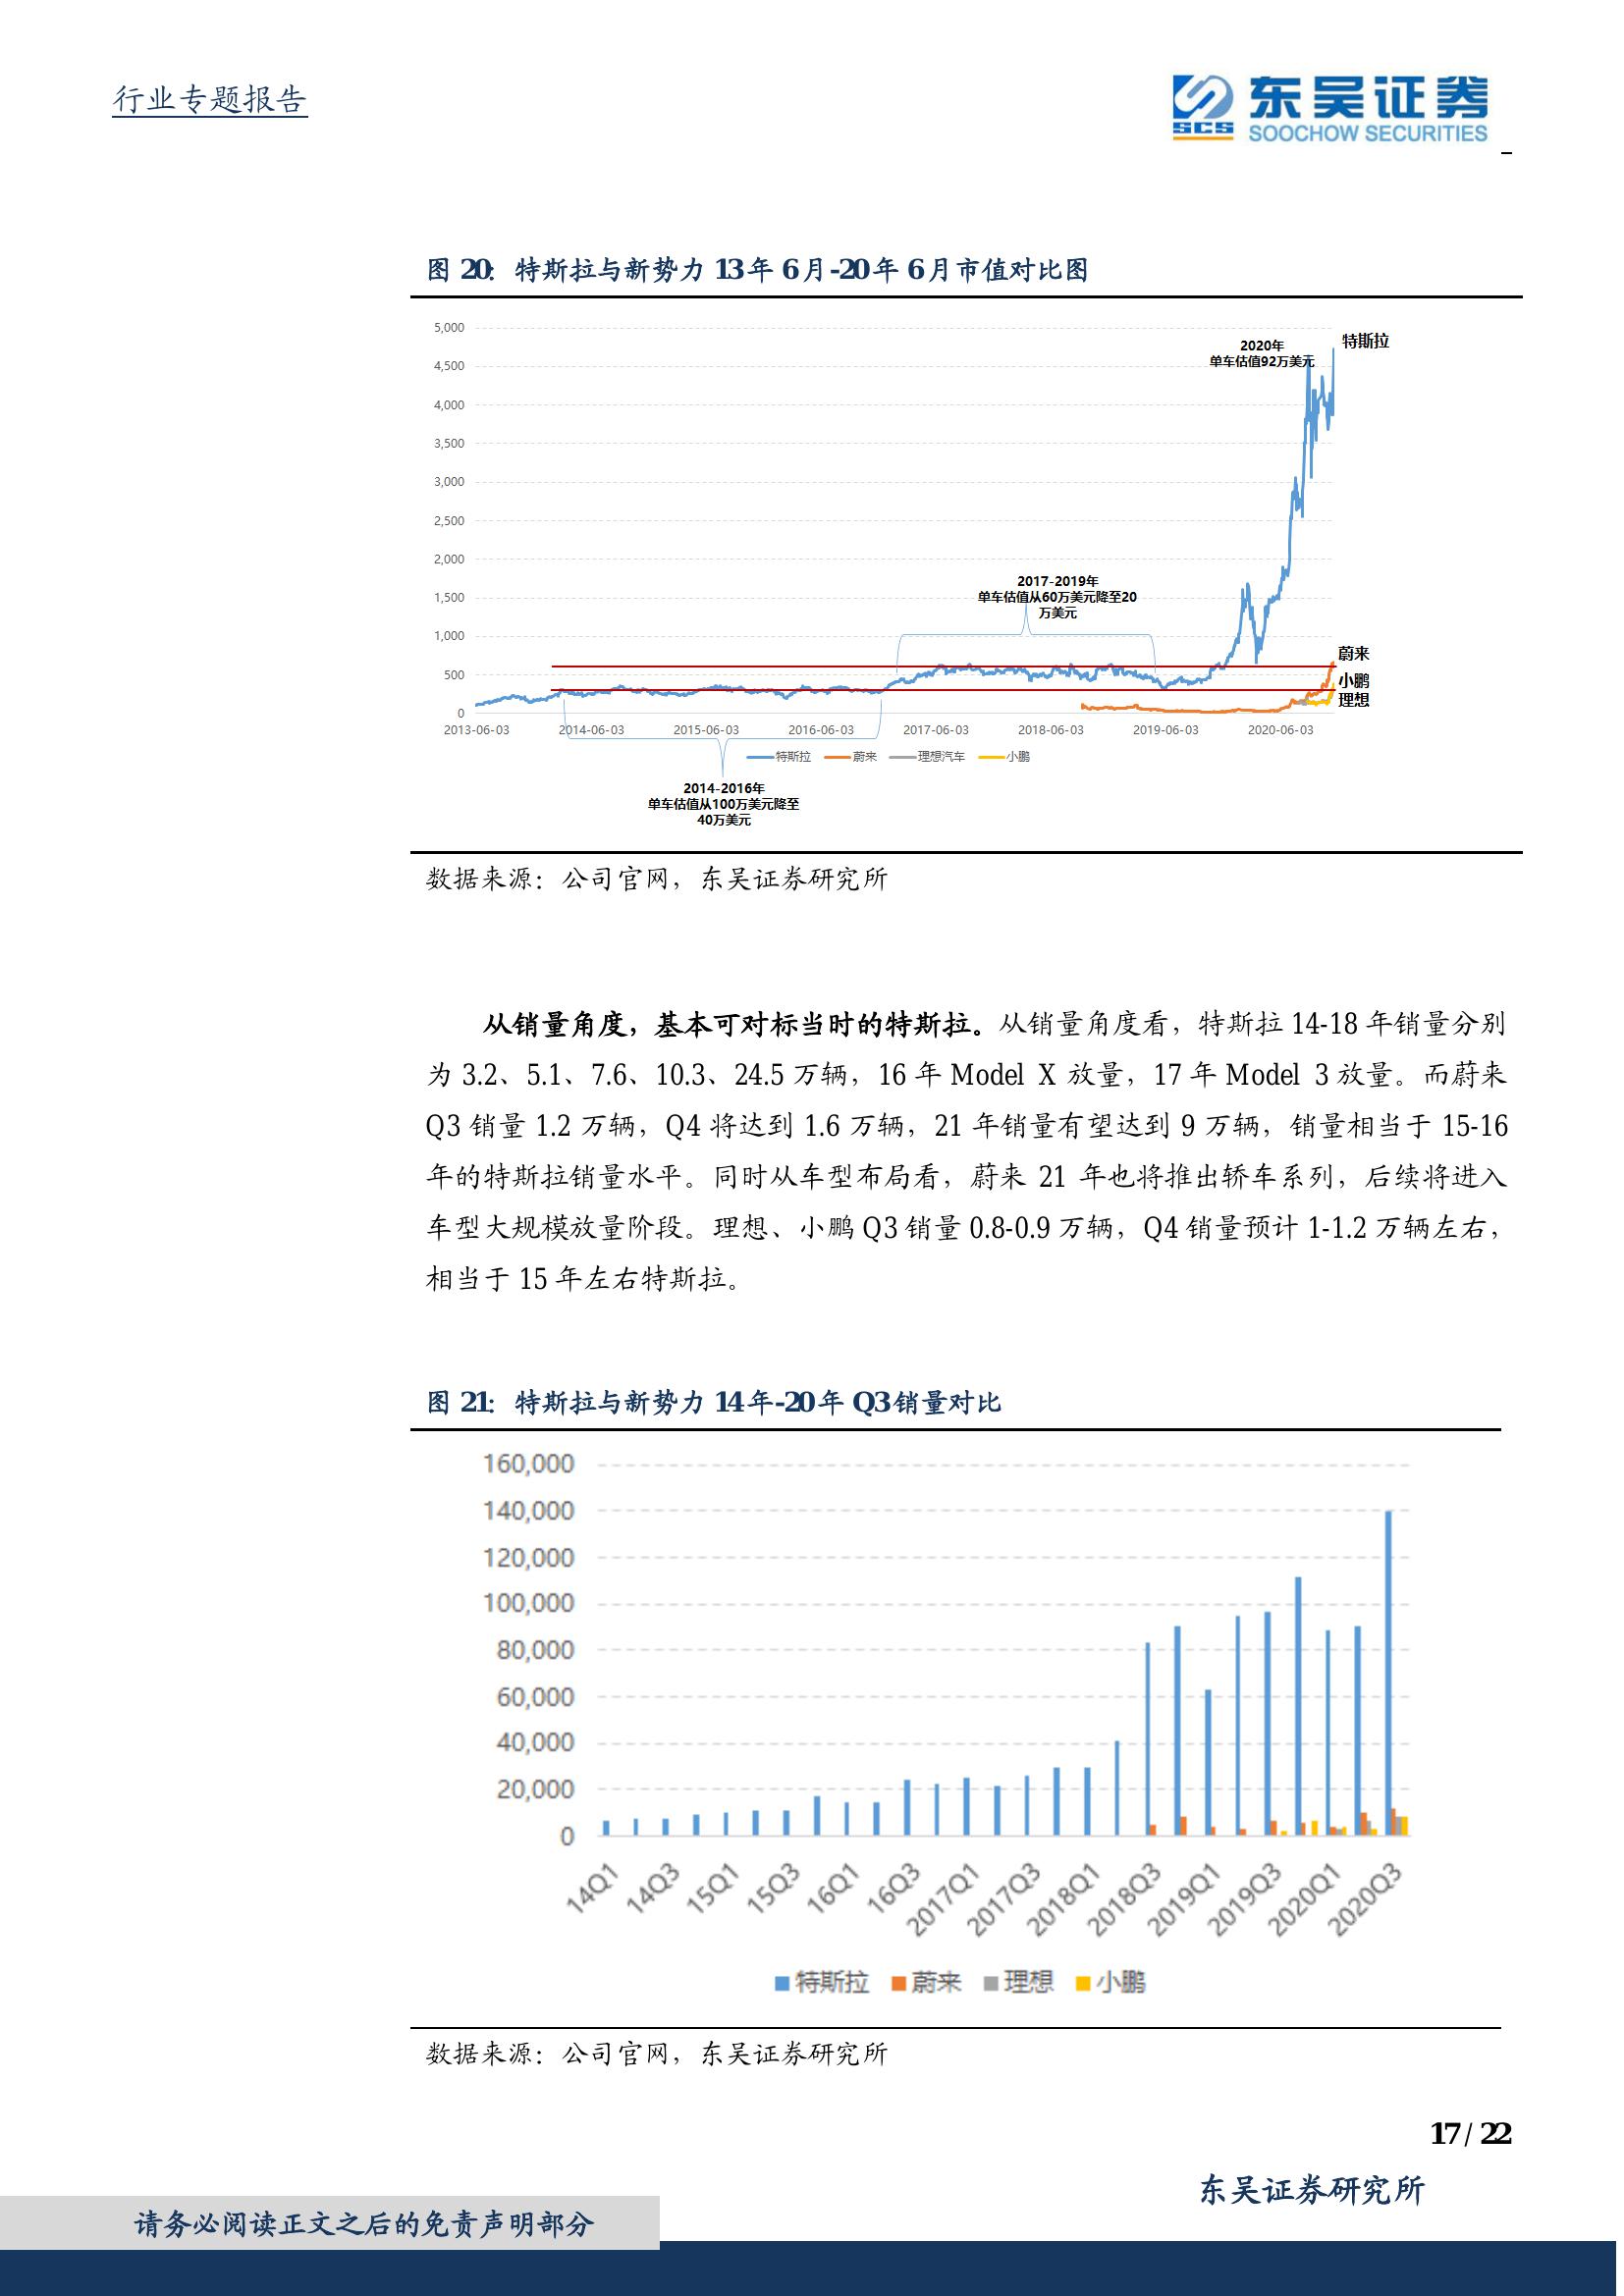 行业专题报告
东吴证券
SCS
SOOCHOW SECURITIES
图 20：特斯拉与新势力 13 年 6 月-20 年 6 月市值对比图
5,000
4,500
4,000
3,500
3,000
2,500
2,000
1,500
1,000
500
0
2020年
单车估值92万美元
特斯拉
2017-2019年
单车估值从60万美元降至20
万美元
蔚来
小鹏
理想
2013-06-03 2014-06-03 2015-06-03 2016-06-03 2017-06-03 2018-06-03 2019-06-03 2020-06-03
特斯拉 蔚来 理想汽车 小鹏
2014-2016年
单车估值从100万美元降至
40万美元
数据来源：公司官网，东吴证券研究所
从销量角度，基本可对标当时的特斯拉。从销量角度看，特斯拉 14-18 年销量分别
为 3.2、5.1、7.6、10.3、24.5 万辆，16 年 Model X 放量，17 年 Model 3 放量。而蔚来
Q3 销量 1.2 万辆，Q4 将达到 1.6 万辆，21 年销量有望达到 9 万辆，销量相当于 15-16
年的特斯拉销量水平。同时从车型布局看，蔚来 21 年也将推出轿车系列，后续将进入
车型大规模放量阶段。理想、小鹏 Q3 销量 0.8-0.9 万辆，Q4 销量预计 1-1.2 万辆左右，
相当于 15 年左右特斯拉。
图 21：特斯拉与新势力 14 年-20 年 Q3 销量对比
160,000
140,000
120,000
100,000
80,000
60,000
40,000
20,000
0
14Q1 14Q3 15Q1 15Q3 16Q1 16Q3 2017Q1 2017Q3 2018Q1 2018Q3 2019Q1 2019Q3 2020Q1 2020Q3
特斯拉 蔚来 理想 小鹏
数据来源：公司官网，东吴证券研究所
17 / 22
东吴证券研究所
请务必阅读正文之后的免责声明部分